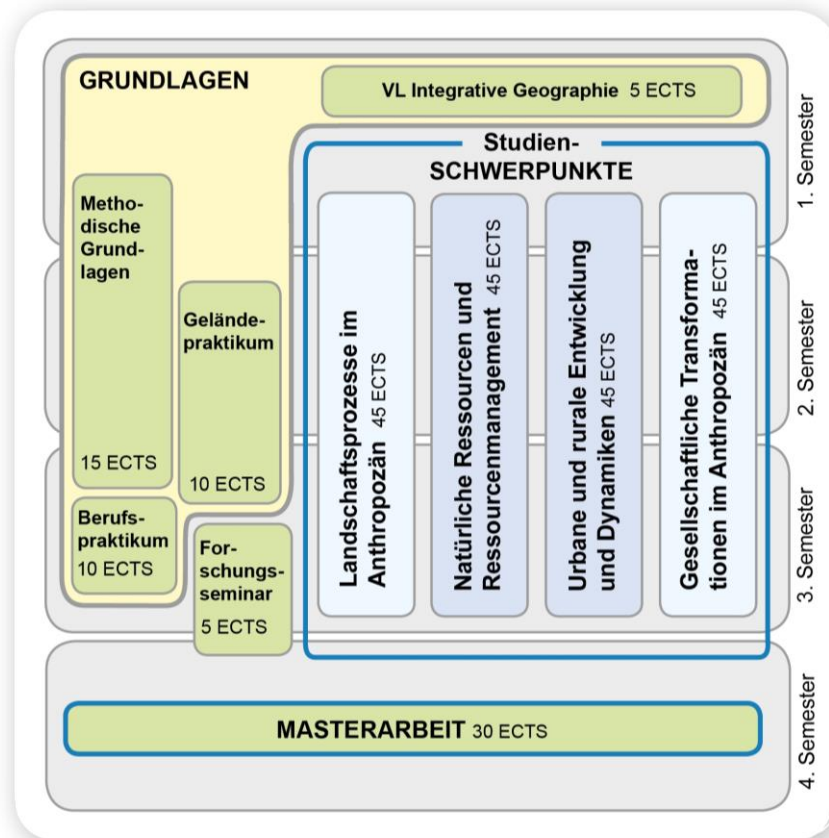 GRUNDLAGEN
VL Integrative Geographie 5 ECTS
Studien-
SCHWERPUNKTE
Metho-
dische
Grund-
lagen
15 ECTS
Gelände-
praktikum
10 ECTS
Berufs-
praktikum
10 ECTS
For-
schungs-
seminar
5 ECTS
Landschaftsprozesse im
Anthropozän 45 ECTS
Natürliche Ressourcen und
Ressourcenmanagement 45 ECTS
Urbane und rurale Entwicklung
und Dynamiken 45 ECTS
Gesellschaftliche Transforma-
tionen im Anthropozän 45 ECTS
MASTERARBEIT 30 ECTS
1. Semester
2. Semester
3. Semester
4. Semester